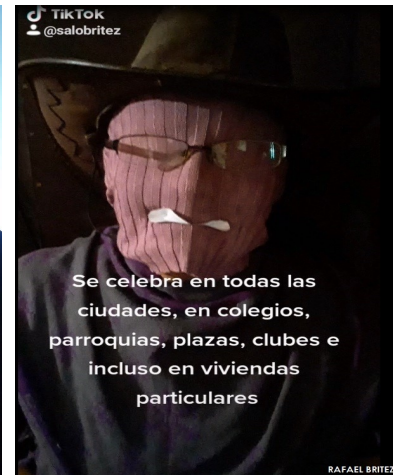 TikTok
@salobritez
Se celebra en todas las
ciudades, en colegios,
parroquias, plazas, clubes e
incluso en viviendas
particulares
RAFAEL BRITEZ